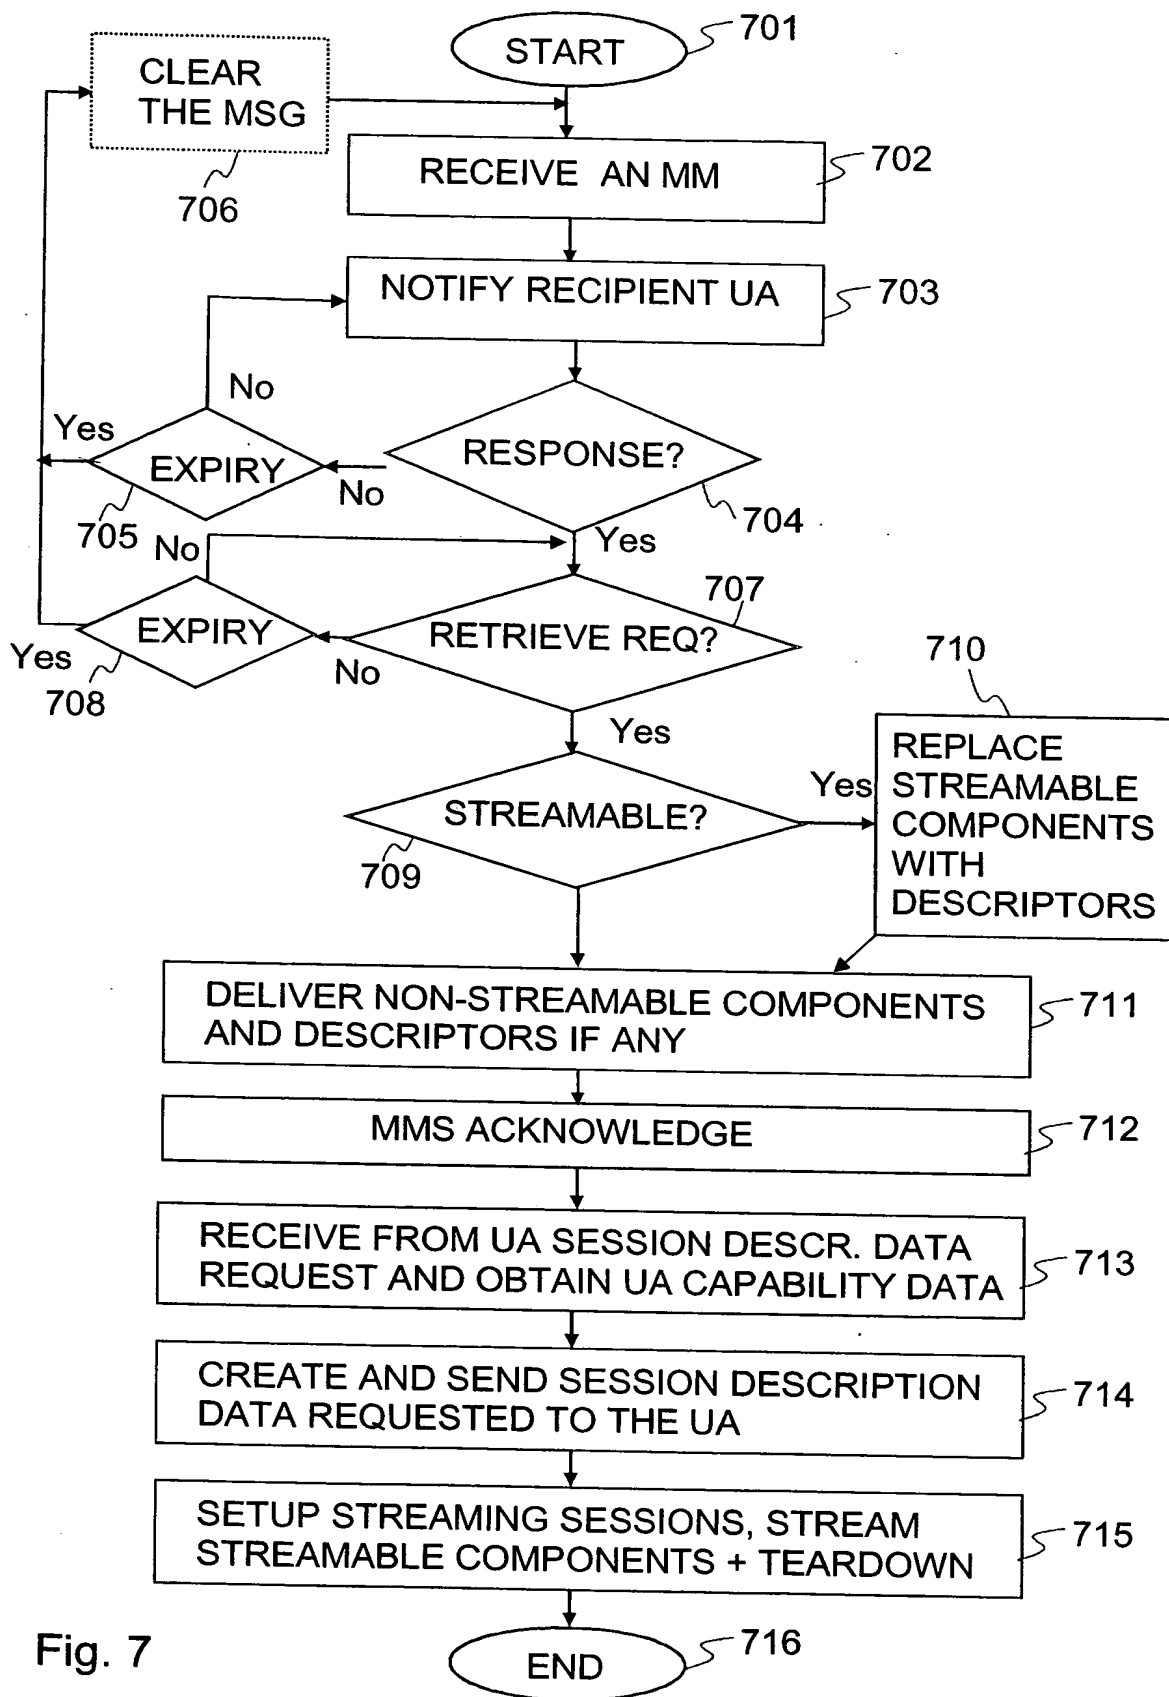 START
701
CLEAR
THE MSG
706
RECEIVE AN MM
702
NOTIFY RECIPIENT UA
703
No
Yes
EXPIRY
No
705
RESPONSE?
704
No
Yes
707
EXPIRY
Yes
708
RETRIEVE REQ?
No
Yes
710
REPLACE
STREAMABLE
COMPONENTS
WITH
DESCRIPTORS
STREAMABLE?
Yes
709
DELIVER NON-STREAMABLE COMPONENTS
AND DESCRIPTORS IF ANY
711
MMS ACKNOWLEDGE
712
RECEIVE FROM UA SESSION DESCR. DATA
REQUEST AND OBTAIN UA CAPABILITY DATA
713
CREATE AND SEND SESSION DESCRIPTION
DATA REQUESTED TO THE UA
714
SETUP STREAMING SESSIONS, STREAM
STREAMABLE COMPONENTS + TEARDOWN
715
END
716
Fig. 7